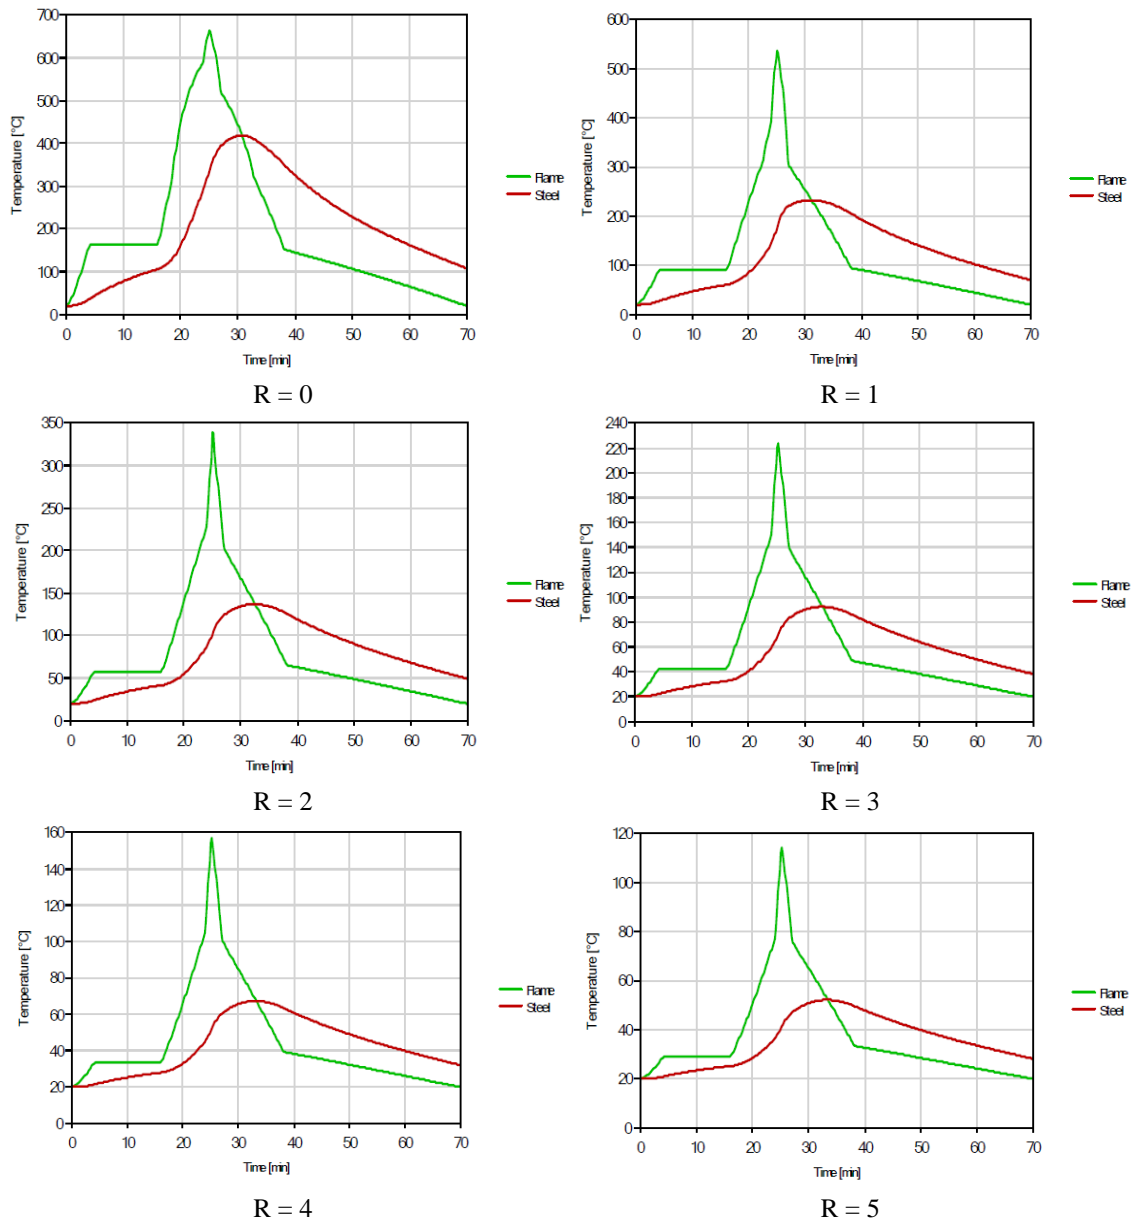 Temperature [°C]
700
600
500
400
300
200
100
0
0 10 20 30 40 50 60 70
Time [min]
Flame
Steel
R = 0
Temperature [°C]
600
500
400
300
200
100
0
0 10 20 30 40 50 60 70
Time [min]
Flame
Steel
R = 1
Temperature [°C]
350
300
250
200
150
100
50
0
0 10 20 30 40 50 60 70
Time [min]
Flame
Steel
R = 2
Temperature [°C]
240
220
200
180
160
140
120
100
80
60
40
20
0
0 10 20 30 40 50 60 70
Time [min]
Flame
Steel
R = 3
Temperature [°C]
160
140
120
100
80
60
40
20
0
0 10 20 30 40 50 60 70
Time [min]
Flame
Steel
R = 4
Temperature [°C]
120
100
80
60
40
20
0
0 10 20 30 40 50 60 70
Time [min]
Flame
Steel
R = 5